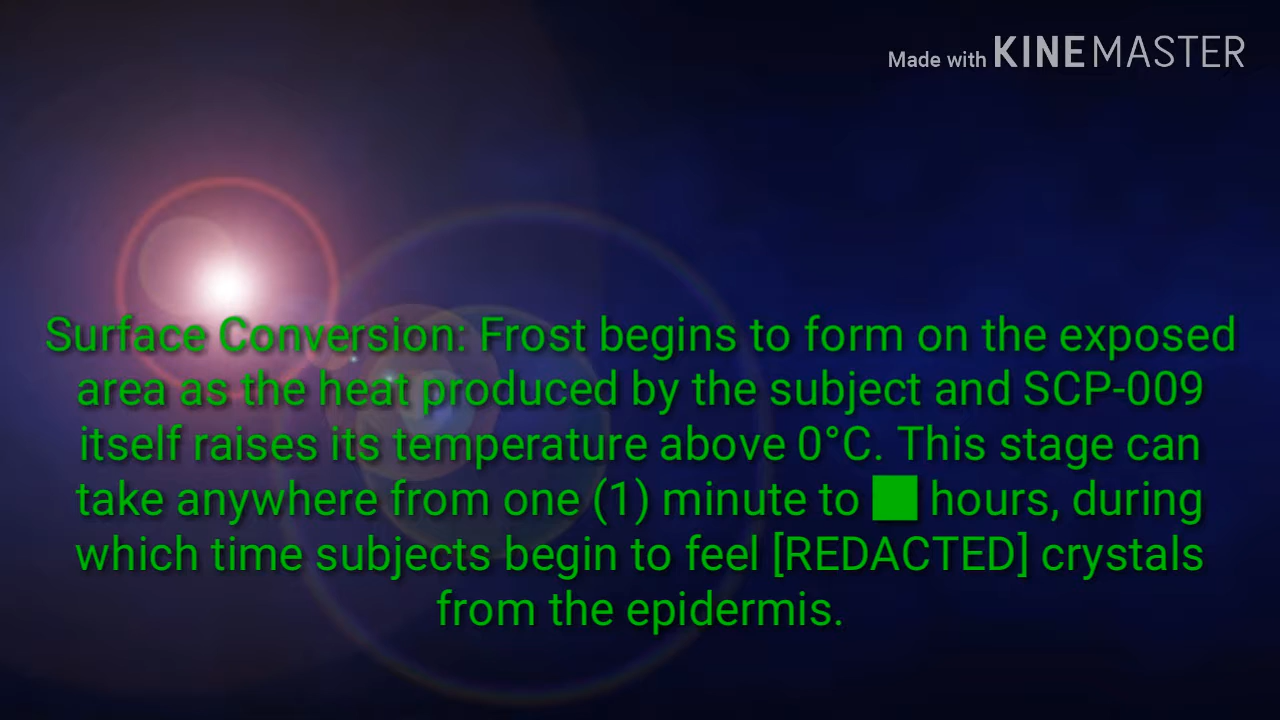 Made with KINEMASTER
Surface Conversion: Frost begins to form on the exposed
area as the heat produced by the subject and SCP-009
itself raises its temperature above 0°C. This stage can
take anywhere from one (1) minute to █ hours, during
which time subjects begin to feel [REDACTED] crystals
from the epidermis.